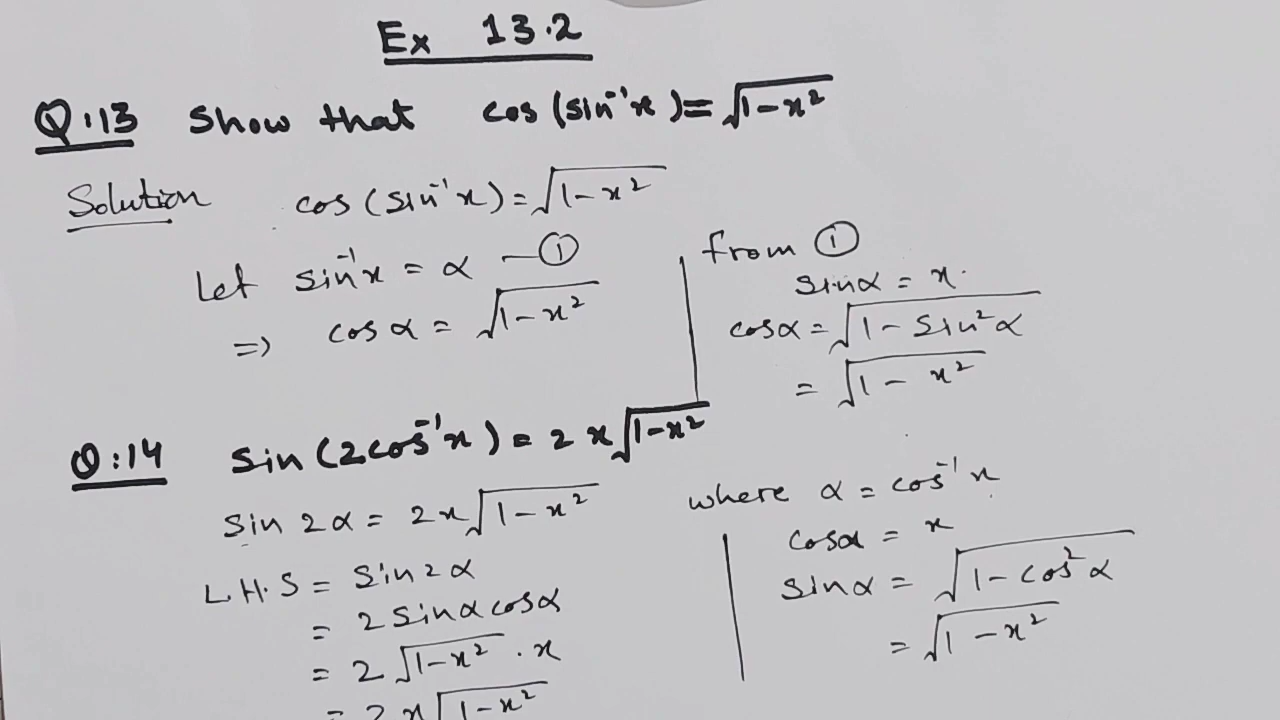 Ex 13.2
Q:13 Show that cos(sin⁻¹x)=√1-x²
Solution cos(sin⁻¹x)=√1-x²
Let sin⁻¹x = α — ①
=> cos α = √1-x²
from ①
sinα = x.
cosα = √1-Sin²α
= √1-x²
Q:14 Sin(2cos⁻¹x) = 2x√1-x²
Sin 2α = 2x√1-x²
L.H.S = Sin2α
= 2 Sinα cosα
= 2 √1-x² . x
= 2x√1-x²
where α = cos⁻¹x
Cosα = x
Sinα = √1-cos²α
= √1-x²